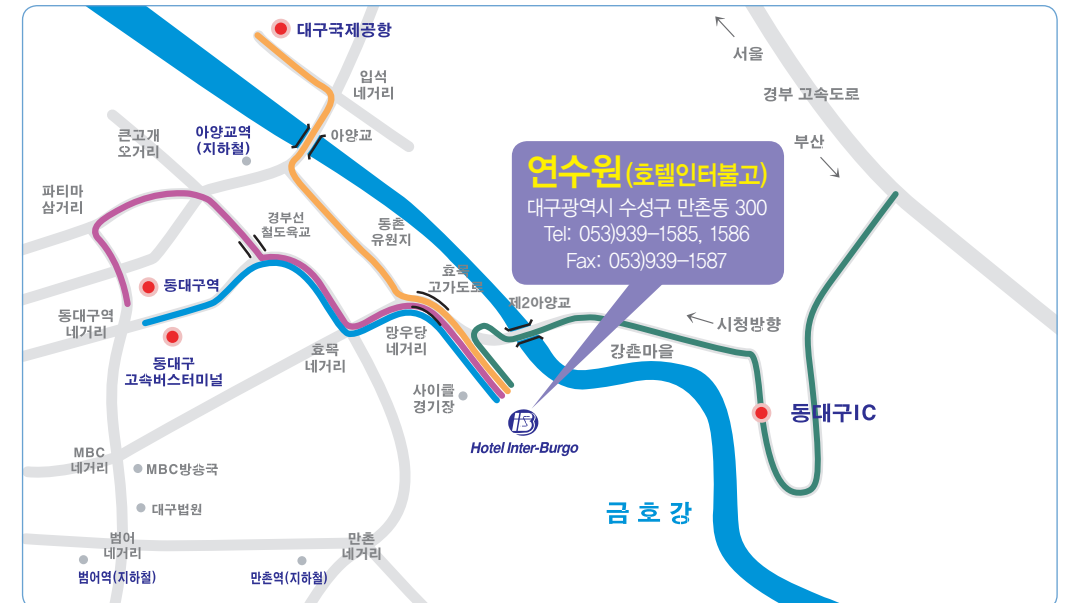 대구국제공항
서울
입석
네거리
경부 고속도로
큰고개
오거리
아양교역
(지하철)
아양교
부산
연수원(호텔인터불고)
대구광역시 수성구 만촌동 300
Tel: 053)939-1585, 1586
Fax: 053)939-1587
파티마
삼거리
경부선
철도육교
동촌
유원지
효목
고가도로
동대구역
제2아양교
동대구역
네거리
망우당
네거리
시청방향
강촌마을
효목
네거리
동대구
고속버스터미널
사이클
경기장
동대구IC
Hotel Inter-Burgo
MBC
네거리
MBC방송국
대구법원
금호강
범어
네거리
만촌
네거리
범어역(지하철)
만촌역(지하철)